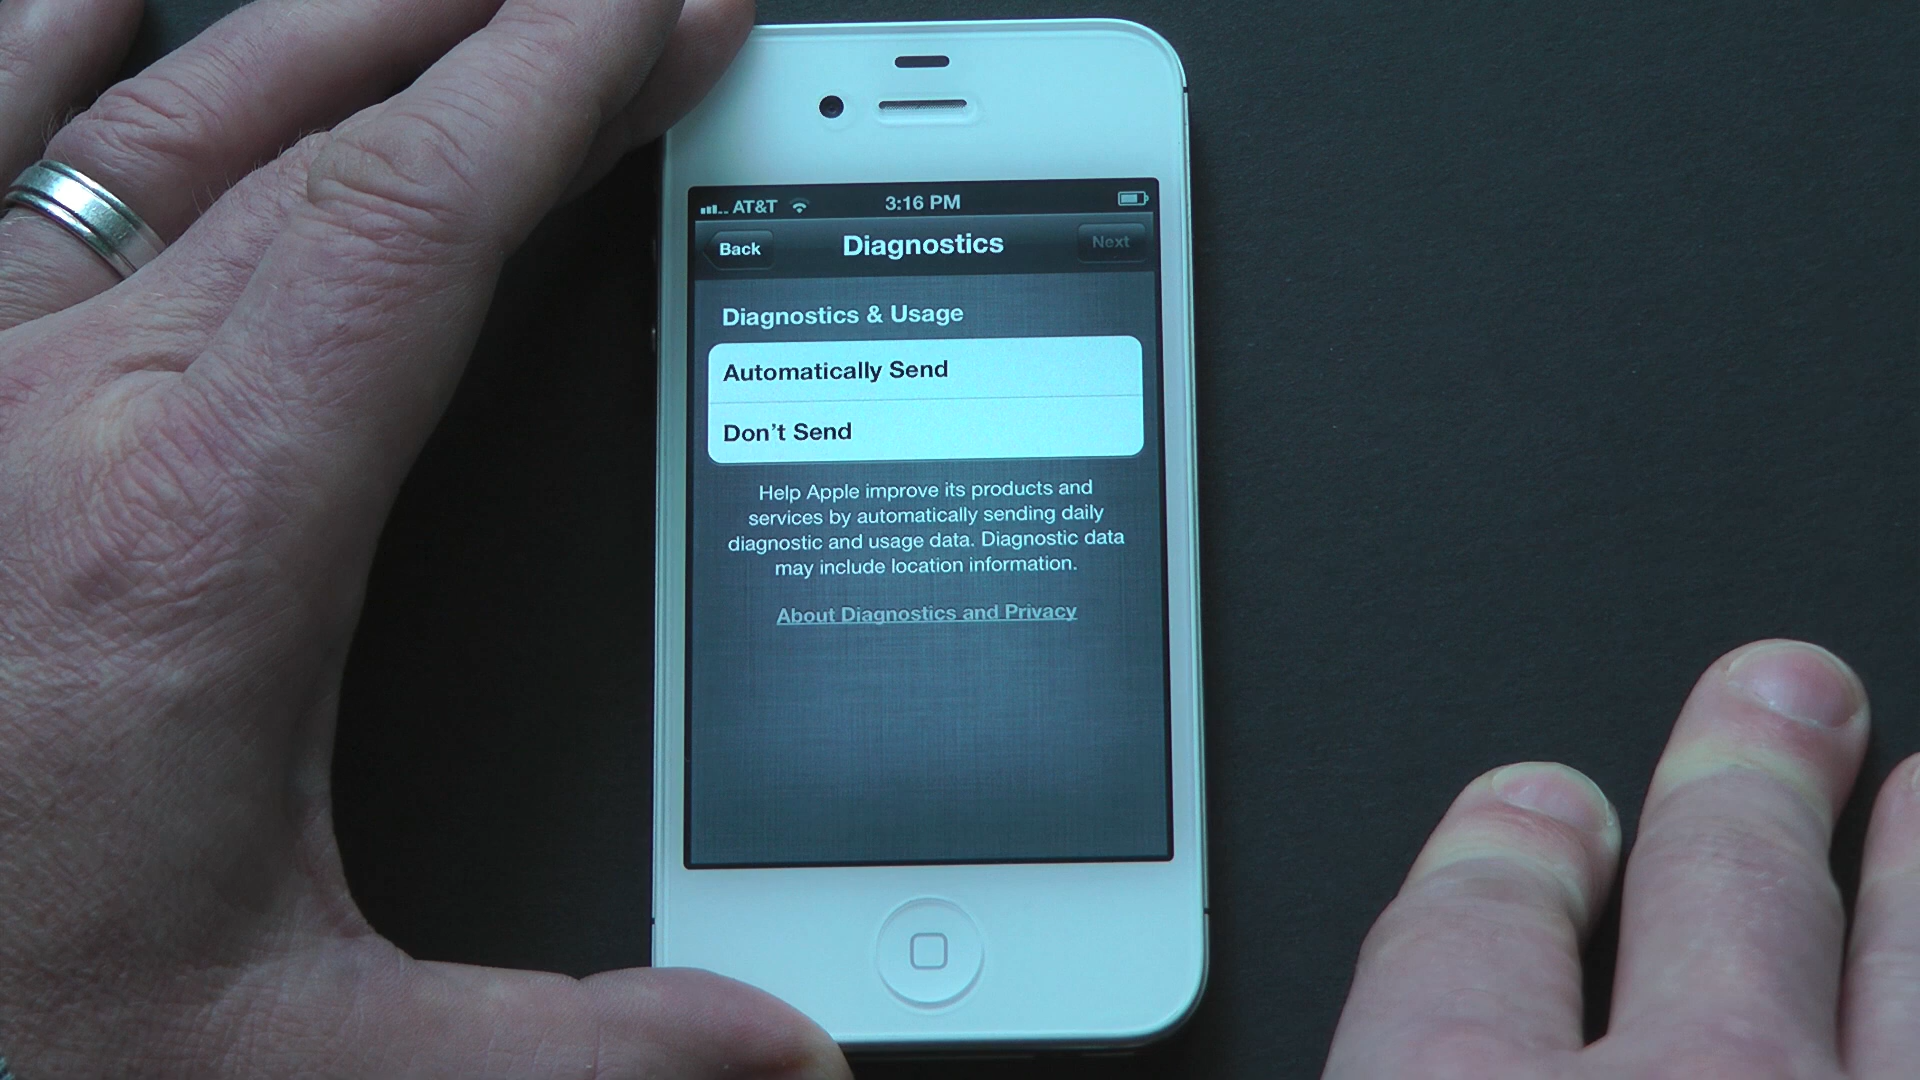 AT&T 3:16 PM
Back Diagnostics Next
Diagnostics & Usage
Automatically Send
Don't Send
Help Apple improve its products and
services by automatically sending daily
diagnostic and usage data. Diagnostic data
may include location information.
About Diagnostics and Privacy